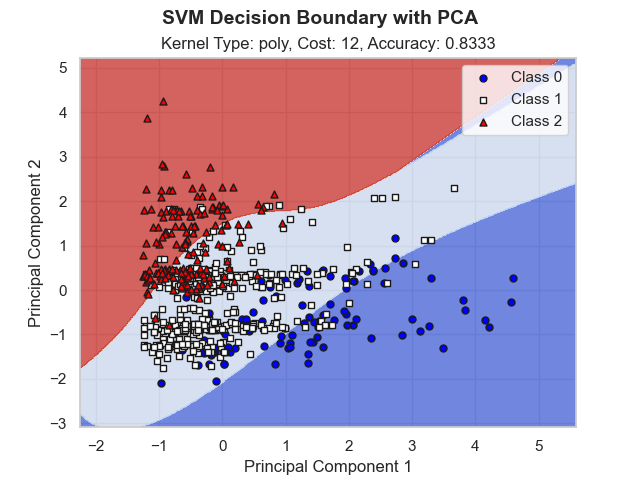 SVM Decision Boundary with PCA
Kernel Type: poly, Cost: 12, Accuracy: 0.8333
Class 0
Class 1
Class 2
5
4
3
2
1
0
−1
−2
−3
Principal Component 2
−2
−1
0
1
2
3
4
5
Principal Component 1